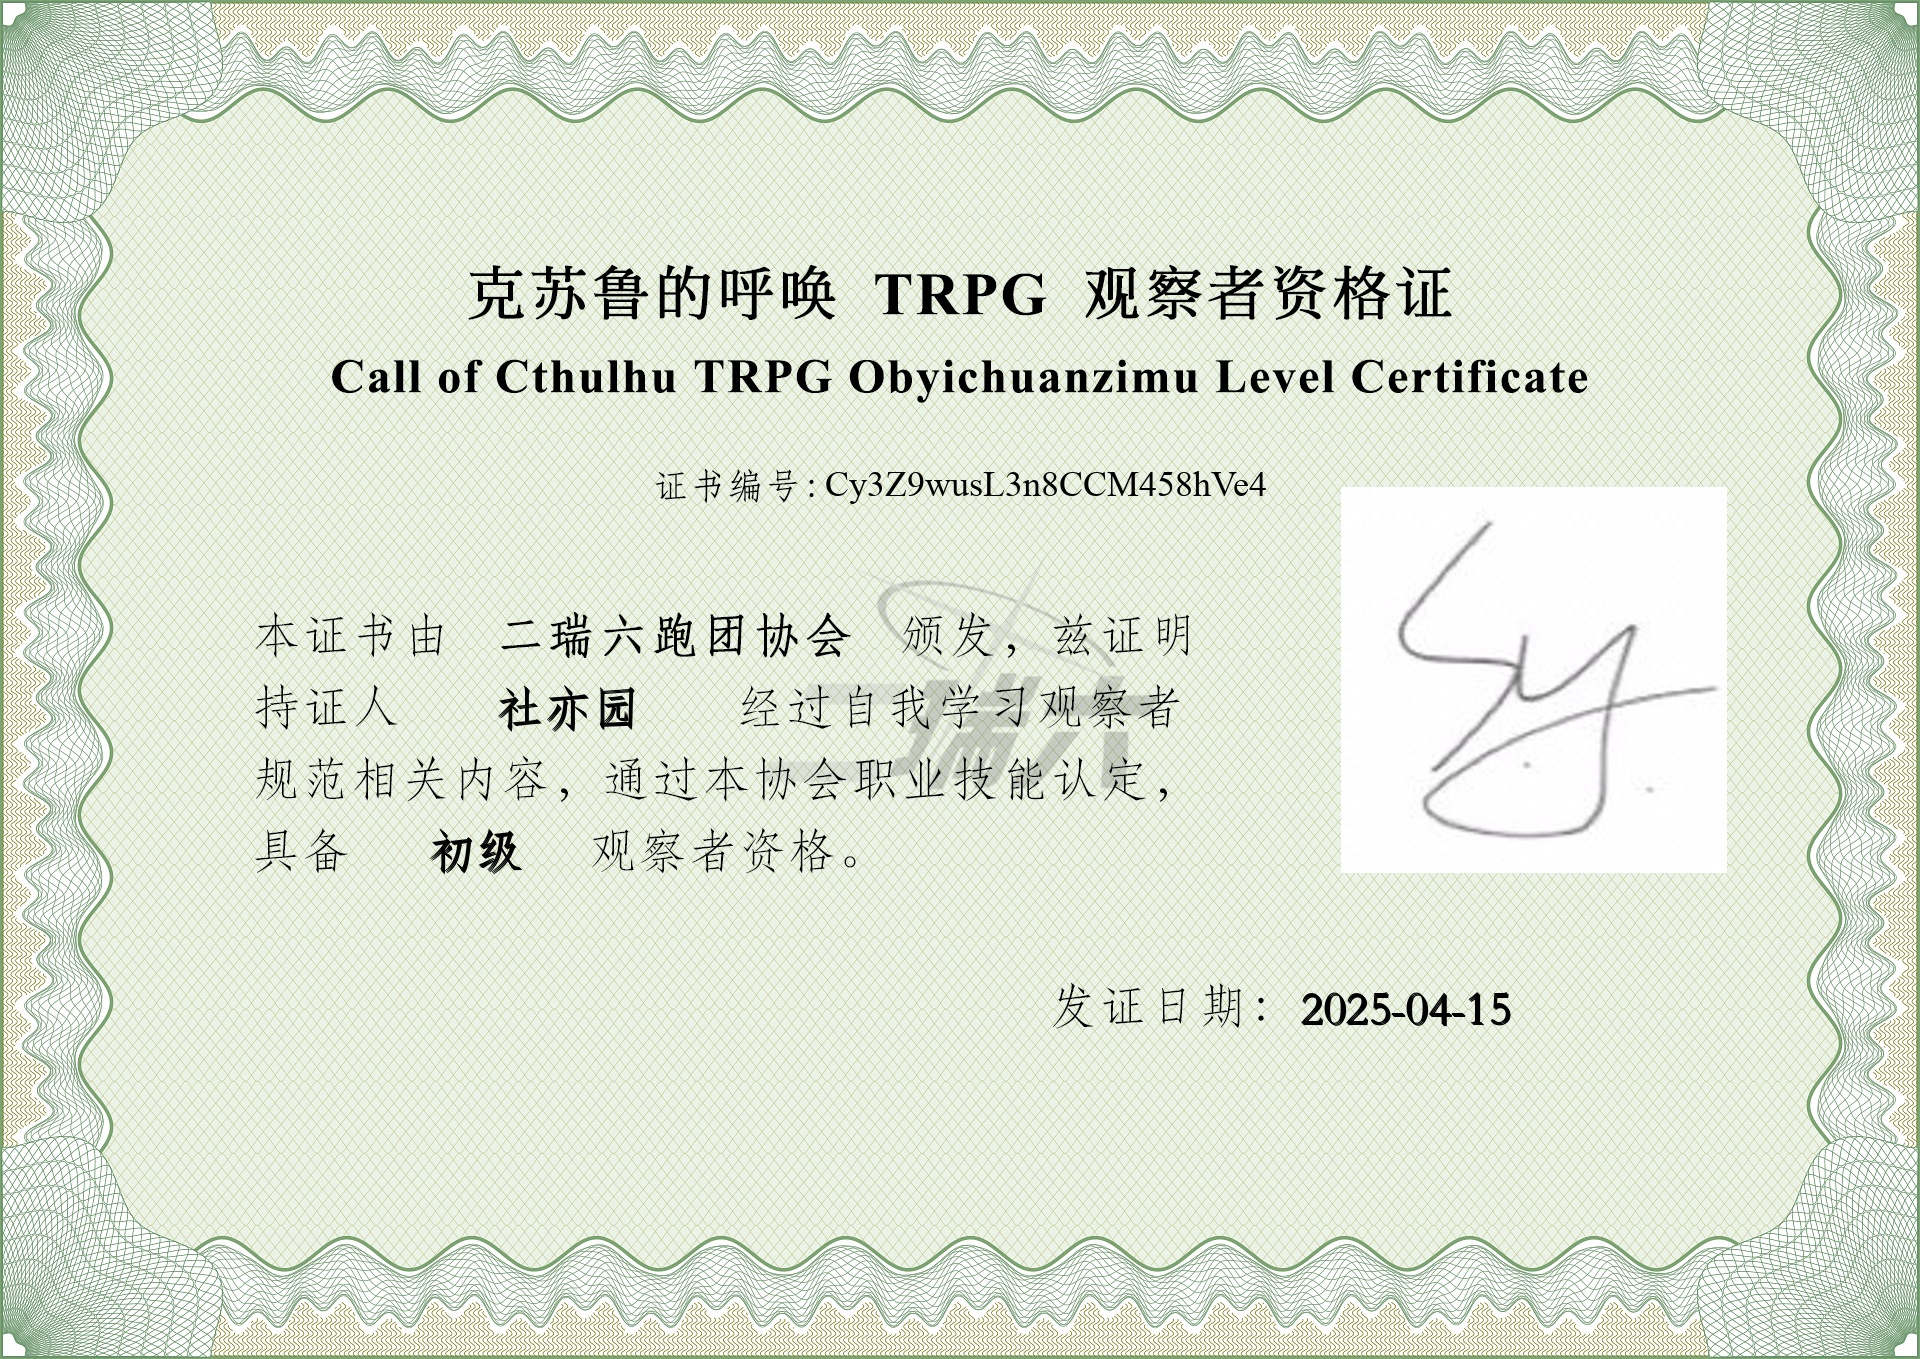 克苏鲁的呼唤 TRPG 观察者资格证
Call of Cthulhu TRPG Obyichuanzimu Level Certificate
证书编号: Cy3Z9wusL3n8CCM458hVe4
本证书由 二瑞六跑团协会 颁发，兹证明
持证人 社亦园 经过自我学习观察者
规范相关内容，通过本协会职业技能认定，
具备 初级 观察者资格。
二瑞六
发证日期：2025-04-15